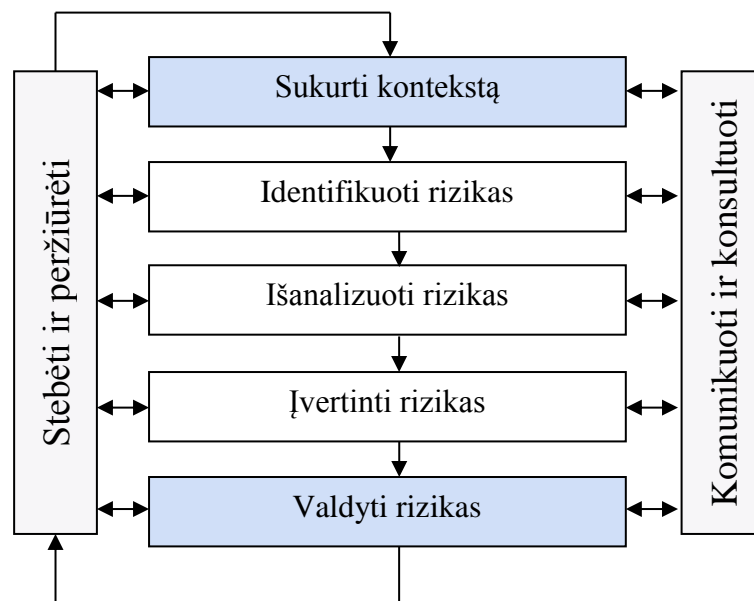 Sukurti kontekstą
Identifikuoti rizikas
Išanalizuoti rizikas
Įvertinti rizikas
Valdyti rizikas
Stebėti ir peržiūrėti
Komunikuoti ir konsultuoti